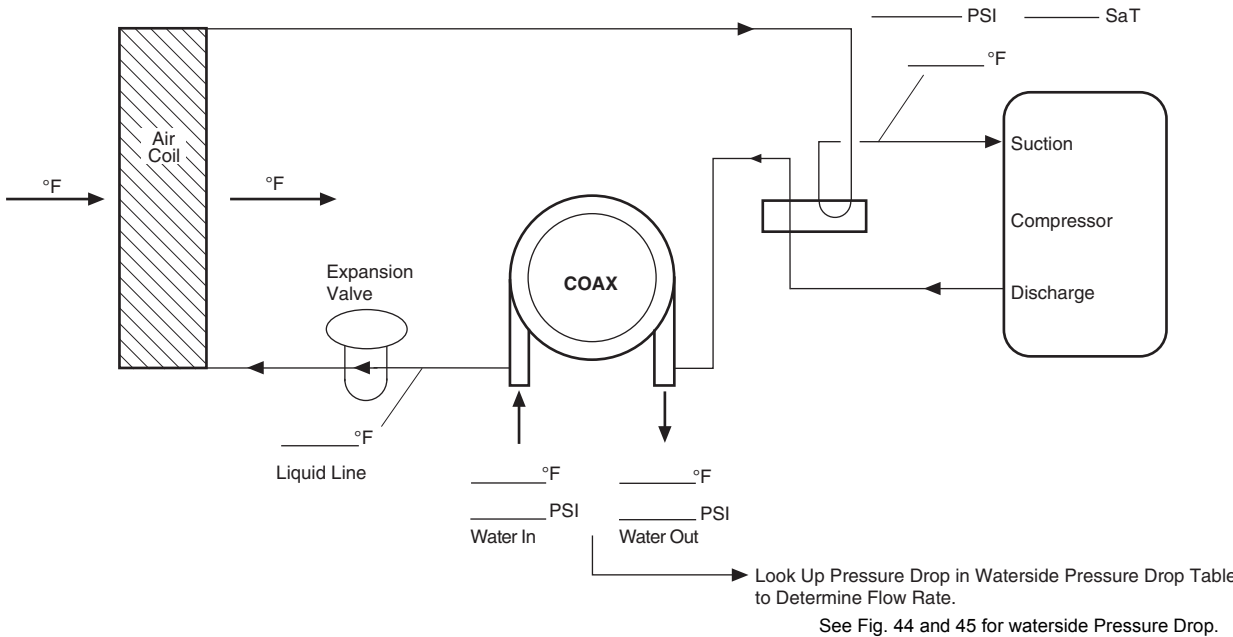 PSI SaT
°F
Air
Coil
Suction
°F °F
Compressor
Expansion
Valve
COAX
Discharge
°F
Liquid Line
°F °F
PSI PSI
Water In Water Out
Look Up Pressure Drop in Waterside Pressure Drop Table
to Determine Flow Rate.
See Fig. 44 and 45 for waterside Pressure Drop.